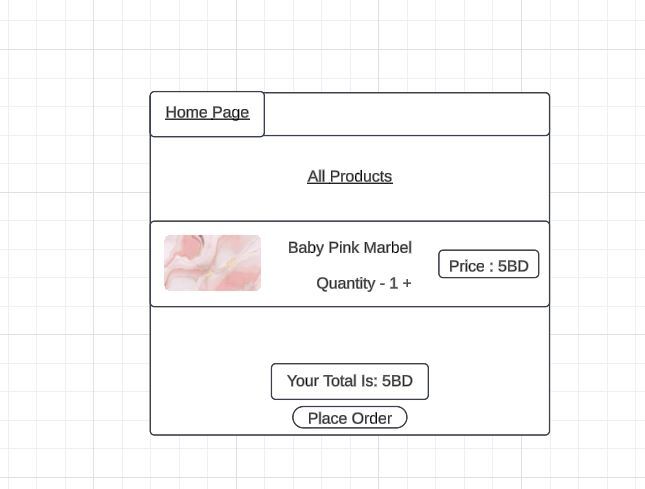 Home Page
All Products
Baby Pink Marbel
Quantity - 1 +
Price : 5BD
Your Total Is: 5BD
Place Order